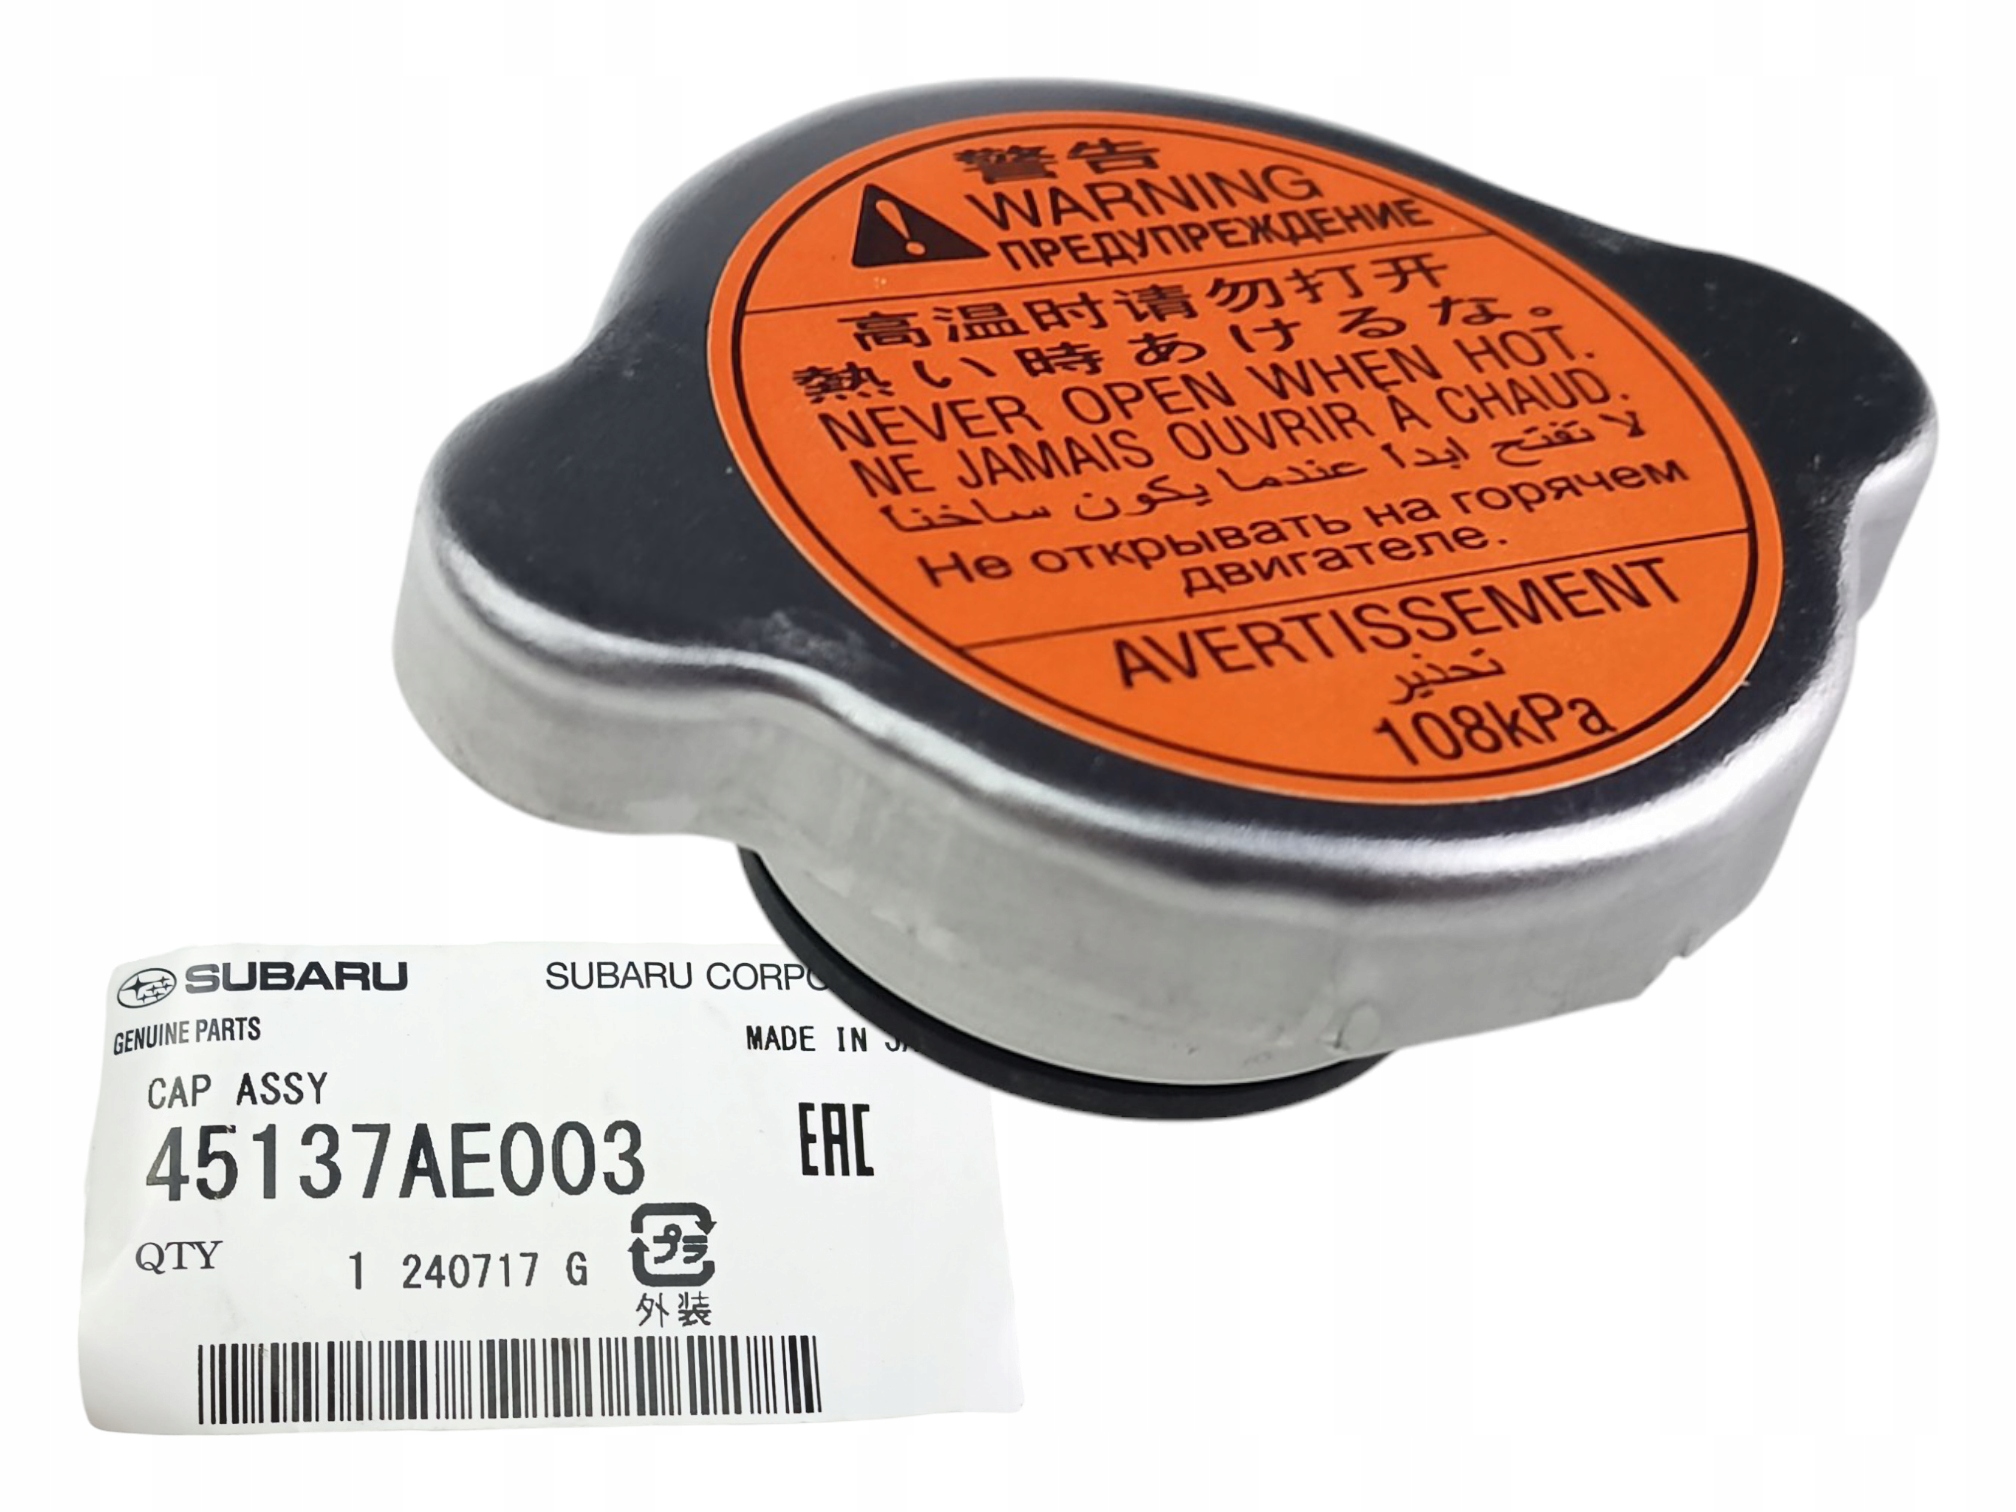 警告
WARNING
ПРЕДУПРЕЖДЕНИЕ
高温时请勿打开
熱い時あけるな。
NEVER OPEN WHEN HOT.
NE JAMAIS OUVRIR À CHAUD.
لا تفتح ابداً عندما يكون ساخناً
Не открывать на горячем
двигателе.
AVERTISSEMENT
تحذير
108kPa
SUBARU SUBARU CORPO
GENUINE PARTS
MADE IN JA
CAP ASSY
45137AE003
EAC
QTY 1 240717 G
プラ
外装